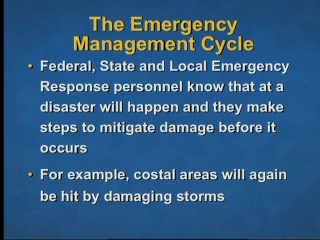 The Emergency
Management Cycle
• Federal, State and Local Emergency
Response personnel know that at a
disaster will happen and they make
steps to mitigate damage before it
occurs
• For example, costal areas will again
be hit by damaging storms